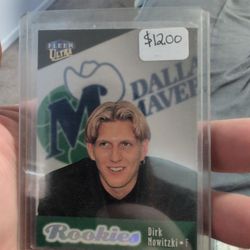 FLEER
ULTRA
$12.00
DALLA
MAVER
M
Rookies
Dirk
Nowitzki • F